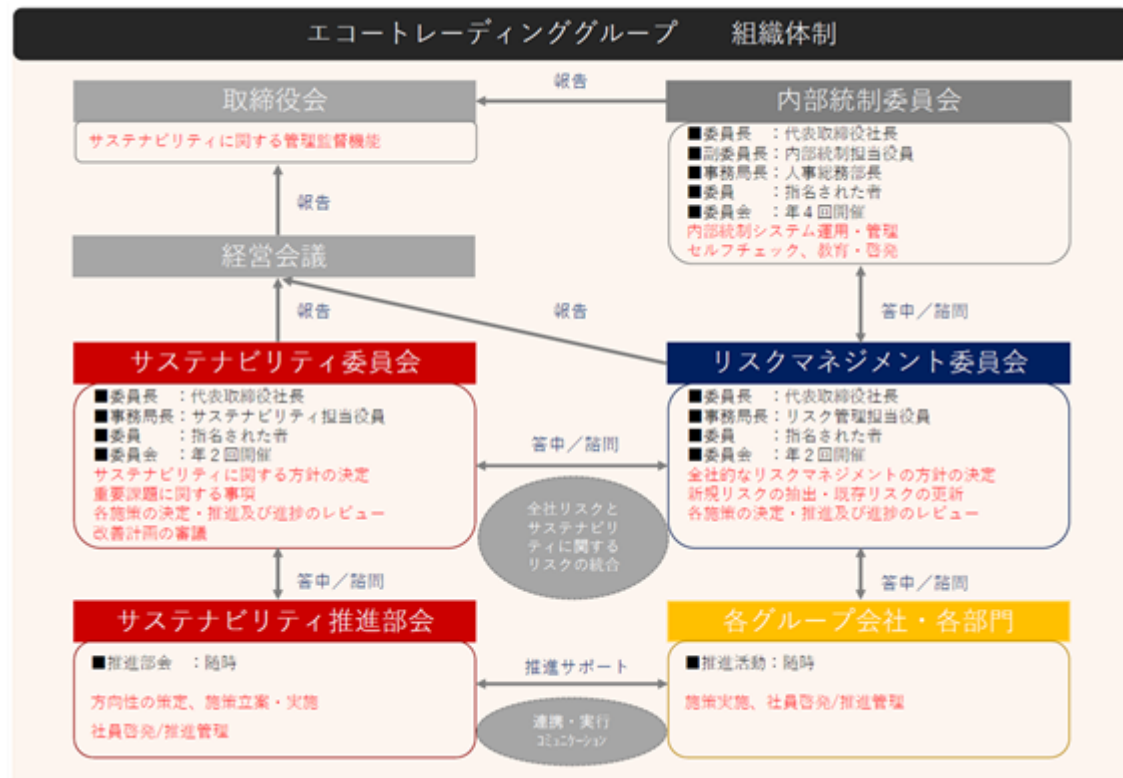 エコートレーディンググループ　　組織体制
報告
取締役会
サステナビリティに関する管理監督機能
内部統制委員会
■委員長　：代表取締役社長
■副委員長：内部統制担当役員
■事務局長：人事総務部長
■委員　　：指名された者
■委員会　：年４回開催
内部統制システム運用・管理
セルフチェック、教育・啓発
報告
経営会議
報告
報告
答申／諮問
サステナビリティ委員会
■委員長　：代表取締役社長
■事務局長：サステナビリティ担当役員
■委員　　：指名された者
■委員会　：年２回開催
サステナビリティに関する方針の決定
重要課題に関する事項
各施策の決定・推進及び進捗のレビュー
改善計画の審議
答申／諮問
全社リスクと
サステナビリ
ティに関する
リスクの統合
リスクマネジメント委員会
■委員長　：代表取締役社長
■事務局長：リスク管理担当役員
■委員　　：指名された者
■委員会　：年２回開催
全社的なリスクマネジメントの方針の決定
新規リスクの抽出・既存リスクの更新
各施策の決定・推進及び進捗のレビュー
答申／諮問
答申／諮問
サステナビリティ推進部会
■推進部会　：随時
方向性の策定、施策立案・実施
社員啓発/推進管理
推進サポート
連携・実行
ｺﾐｭﾆｹｰｼｮﾝ
各グループ会社・各部門
■推進活動：随時
施策実施、社員啓発/推進管理